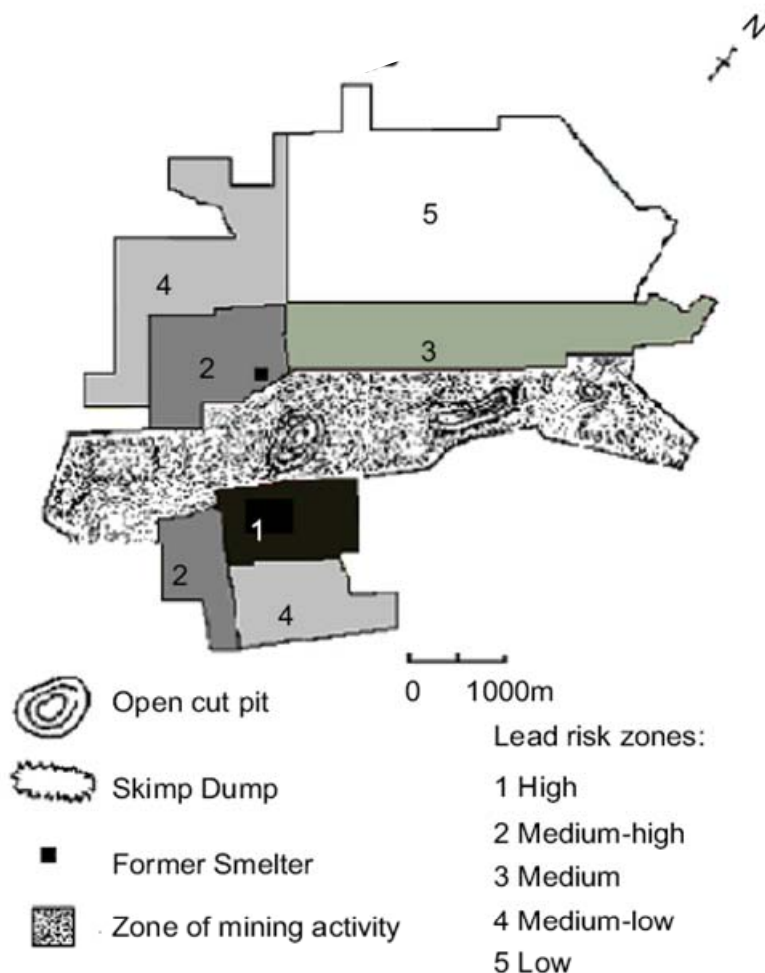 N
5
4
3
2
1
2
4
0 1000m
Open cut pit
Skimp Dump
Former Smelter
Zone of mining activity
Lead risk zones:
1 High
2 Medium-high
3 Medium
4 Medium-low
5 Low